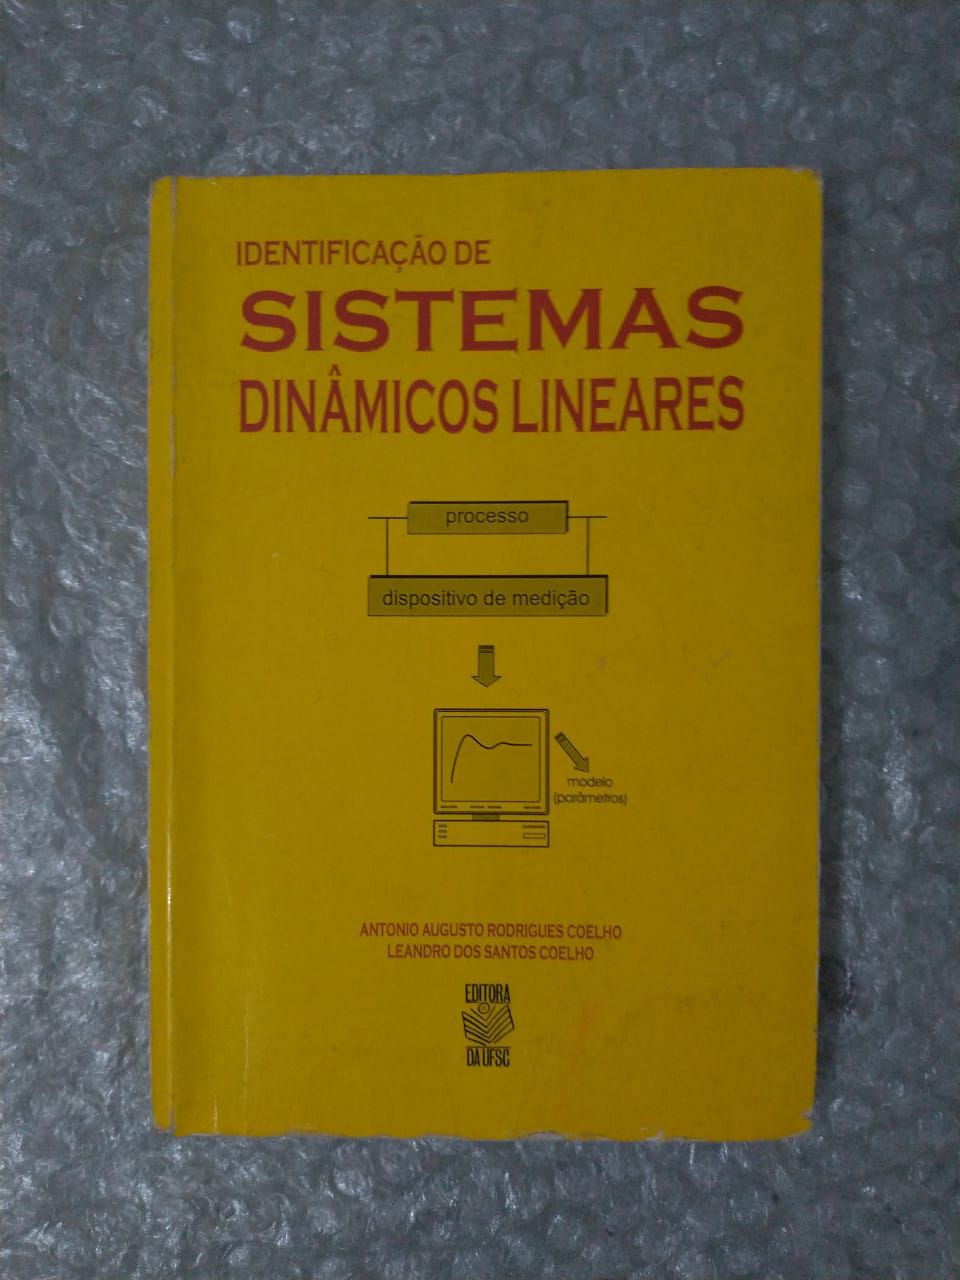 IDENTIFICAÇÃO DE
SISTEMAS
DINÂMICOS LINEARES
processo
dispositivo de medição
modelo
(parâmetros)
ANTONIO AUGUSTO RODRIGUES COELHO
LEANDRO DOS SANTOS COELHO
EDITORA
DA UFSC